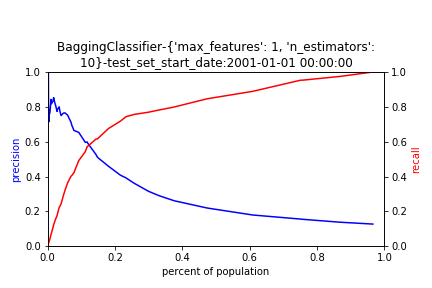 BaggingClassifier-{'max_features': 1, 'n_estimators':
10}-test_set_start_date:2001-01-01 00:00:00
1.0 1.0
0.8 0.8
0.6 0.6
precision recall
0.4 0.4
0.2 0.2
0.0 0.0
0.0 0.2 0.4 0.6 0.8 1.0
percent of population